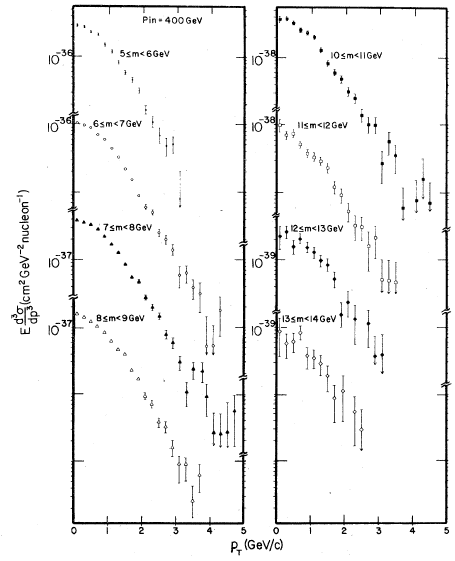 Pin = 400 GeV
10^-36
5 ≤ m < 6 GeV
10^-36
6 ≤ m < 7 GeV
7 ≤ m < 8 GeV
10^-37
8 ≤ m < 9 GeV
10^-37
10^-38
10 ≤ m < 11 GeV
10^-38
11 ≤ m < 12 GeV
12 ≤ m < 13 GeV
10^-39
10^-39
13 ≤ m < 14 GeV
E d³σ/dp³ (cm² GeV⁻² nucleon⁻¹)
0 1 2 3 4 5
0 1 2 3 4 5
P_T (GeV/c)